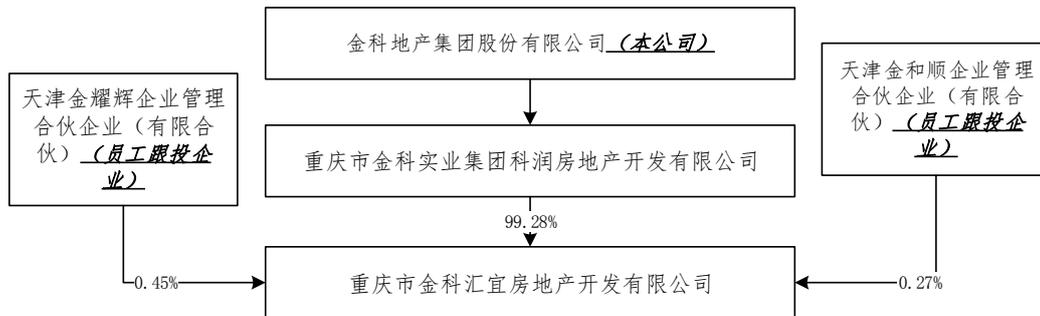 金科地产集团股份有限公司（本公司）
天津金耀辉企业管理
合伙企业（有限合
伙）（员工跟投企
业）
天津金和顺企业管理
合伙企业（有限合
伙）（员工跟投企
业）
重庆市金科实业集团科润房地产开发有限公司
99.28%
0.45%
重庆市金科汇宜房地产开发有限公司
0.27%